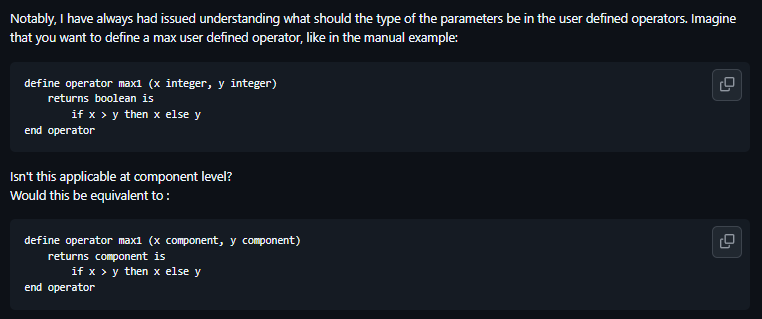 Notably, I have always had issued understanding what should the type of the parameters be in the user defined operators. Imagine
that you want to define a max user defined operator, like in the manual example:
define operator max1 (x integer, y integer)
    returns boolean is
        if x > y then x else y
end operator
Isn't this applicable at component level?
Would this be equivalent to :
define operator max1 (x component, y component)
    returns component is
        if x > y then x else y
end operator